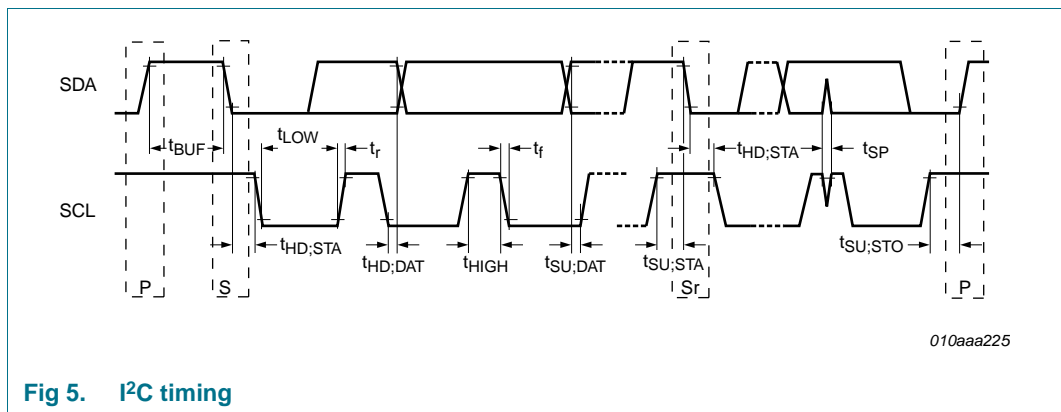 SDA
tBUF
tLOW
tr
tf
tHD;STA
tSP
SCL
tHD;STA
tHD;DAT
tHIGH
tSU;DAT
tSU;STA
tSU;STO
P
S
Sr
P
010aaa225
Fig 5. I²C timing